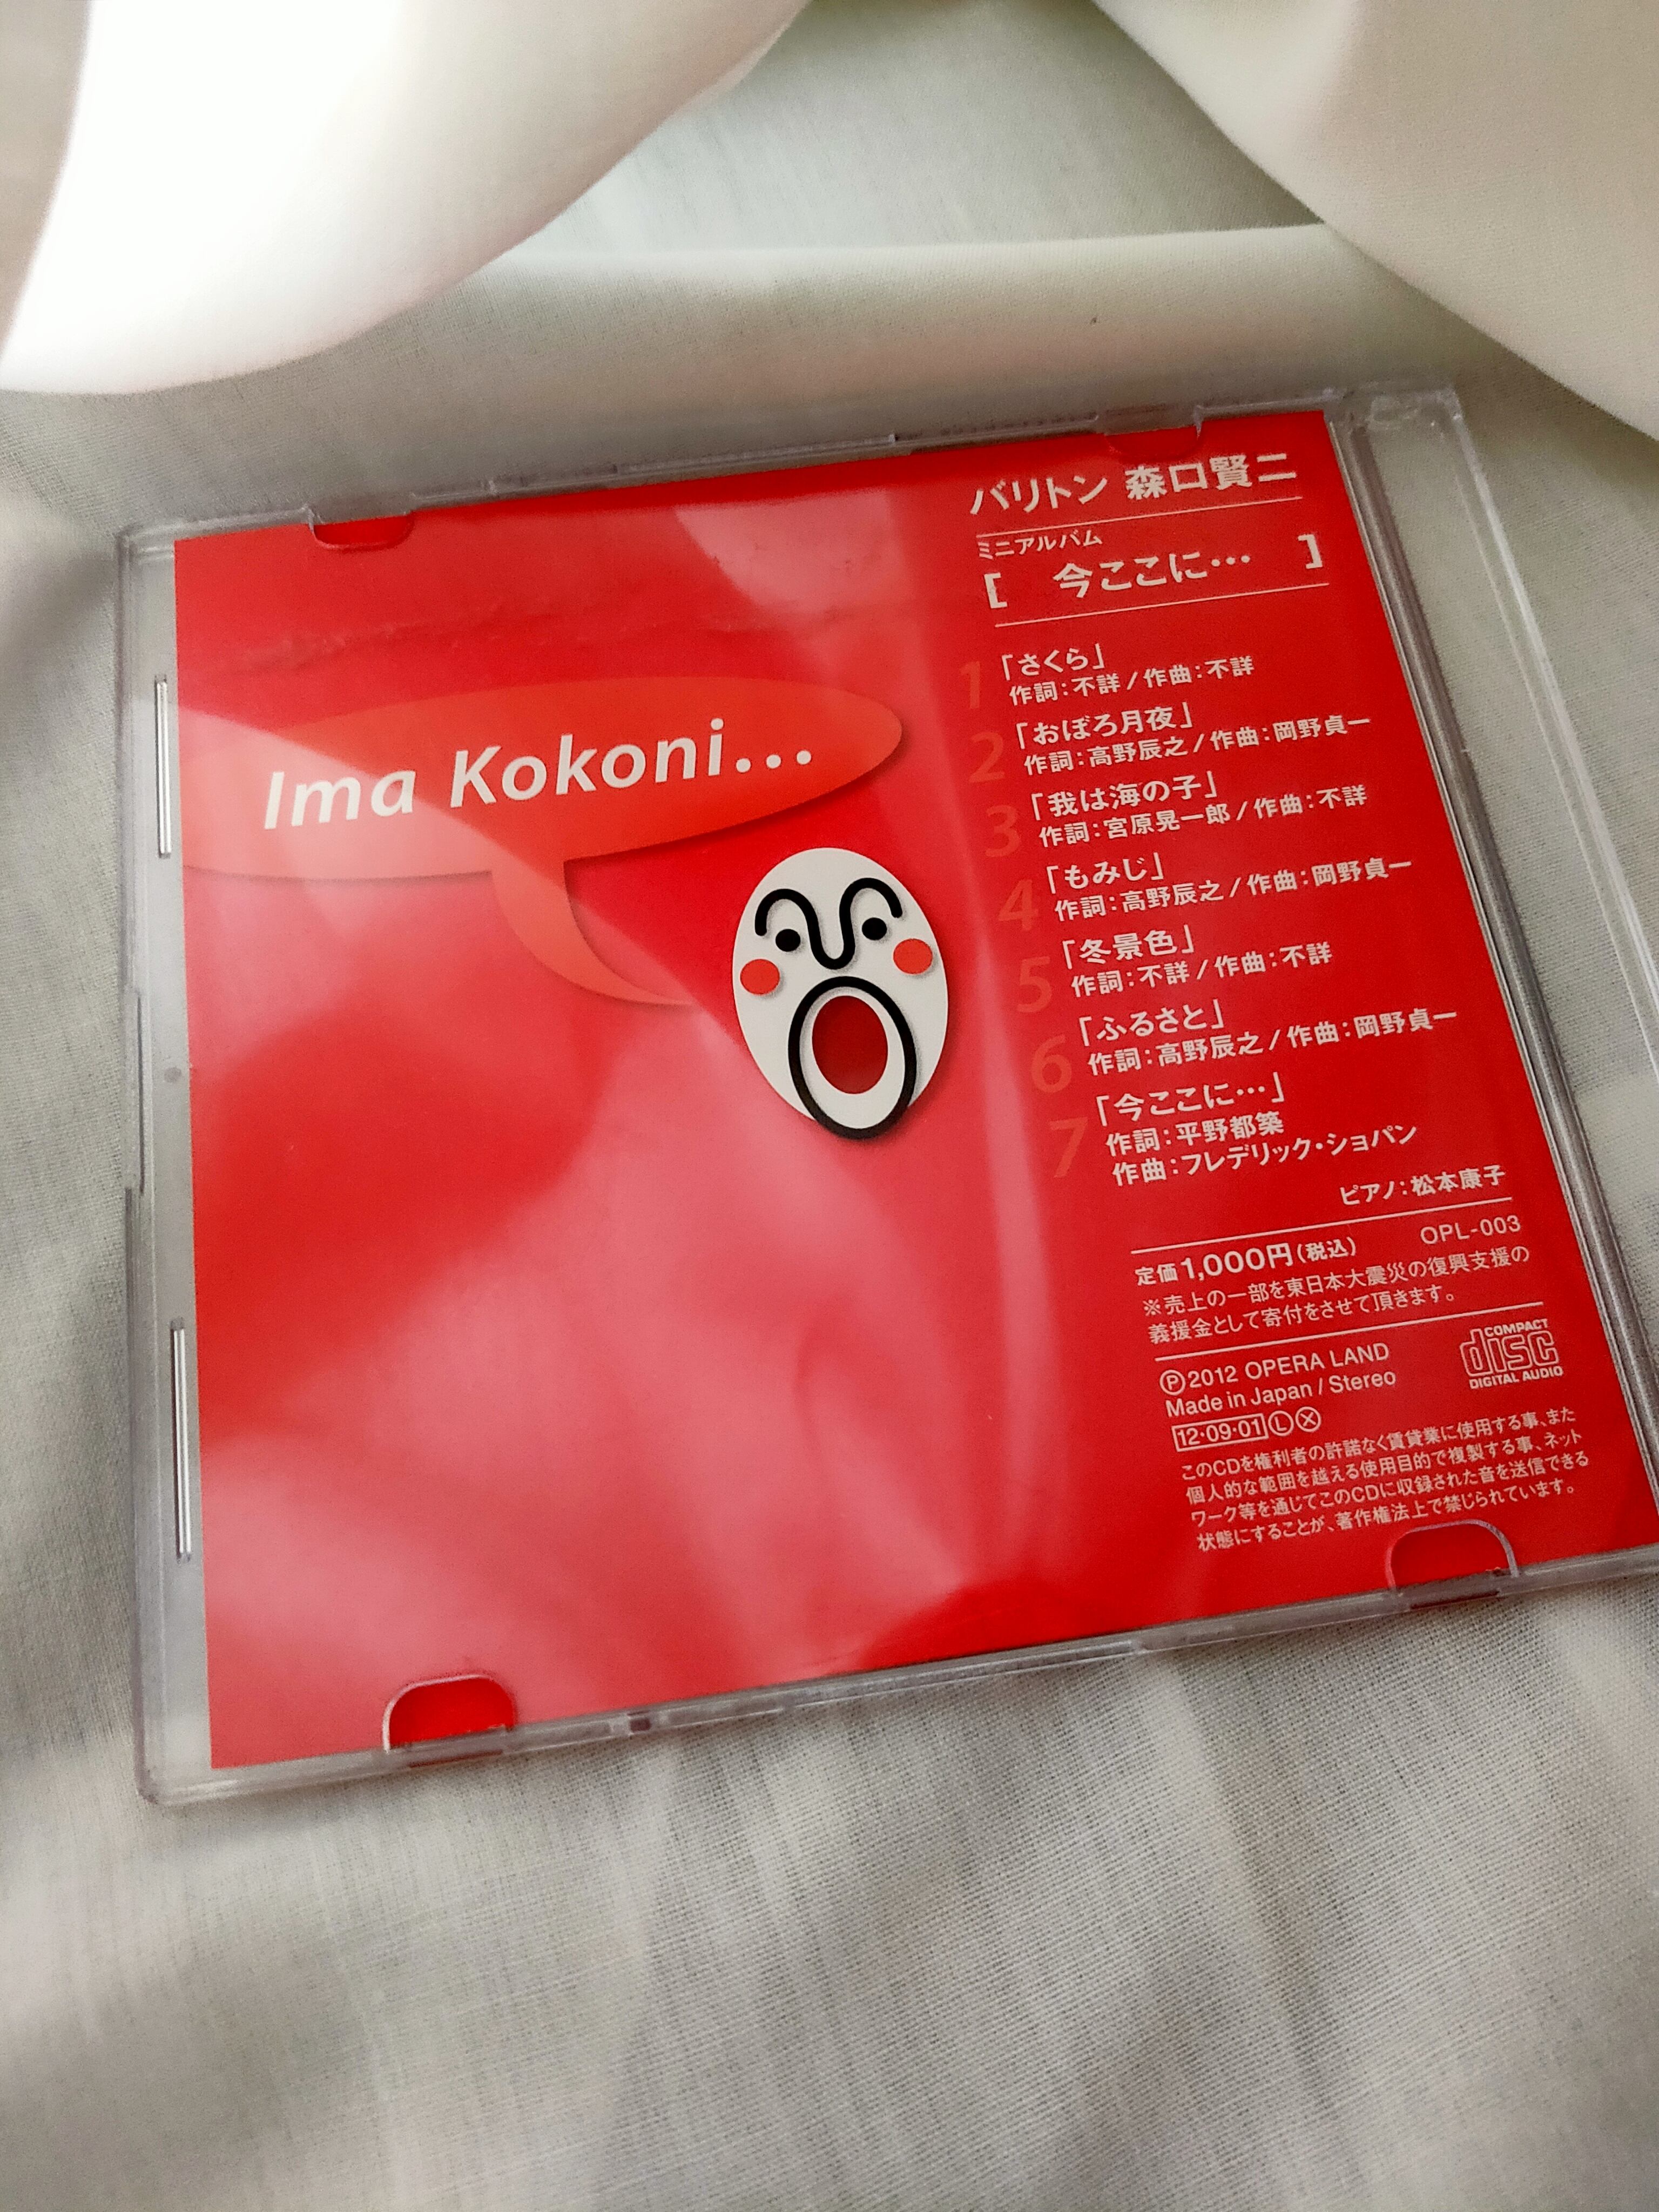 Ima Kokoni...
バリトン 森口賢二
ミニアルバム
[ 今ここに… ]
1 「さくら」
作詞：不詳 / 作曲：不詳
2 「おぼろ月夜」
作詞：高野辰之 / 作曲：岡野貞一
3 「我は海の子」
作詞：宮原晃一郎 / 作曲：不詳
4 「もみじ」
作詞：高野辰之 / 作曲：岡野貞一
5 「冬景色」
作詞：不詳 / 作曲：不詳
6 「ふるさと」
作詞：高野辰之 / 作曲：岡野貞一
7 「今ここに…」
作詞：平野都築
作曲：フレデリック・ショパン
ピアノ：松本康子
定価1,000円（税込） OPL-003
※売上の一部を東日本大震災の復興支援の
義援金として寄付をさせて頂きます。
Ⓟ2012 OPERA LAND
Made in Japan / Stereo
12・09・01 Ⓛ Ⓧ
COMPACT
disc
DIGITAL AUDIO
このCDを権利者の許諾なく賃貸業に使用する事、また
個人的な範囲を越える使用目的で複製する事、ネット
ワーク等を通じてこのCDに収録された音を送信できる
状態にすることが、著作権法上で禁じられています。